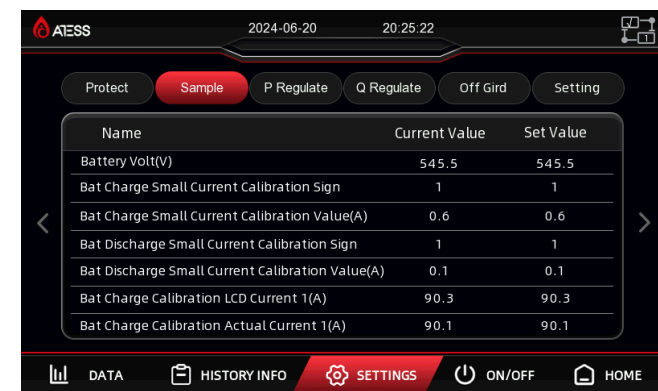 ATESS 2024-06-20 20:25:22
1
Protect Sample P Regulate Q Regulate Off Gird Setting
Name Current Value Set Value
Battery Volt(V) 545.5 545.5
Bat Charge Small Current Calibration Sign 1 1
Bat Charge Small Current Calibration Value(A) 0.6 0.6
Bat Discharge Small Current Calibration Sign 1 1
Bat Discharge Small Current Calibration Value(A) 0.1 0.1
Bat Charge Calibration LCD Current 1(A) 90.3 90.3
Bat Charge Calibration Actual Current 1(A) 90.1 90.1
DATA HISTORY INFO SETTINGS ON/OFF HOME